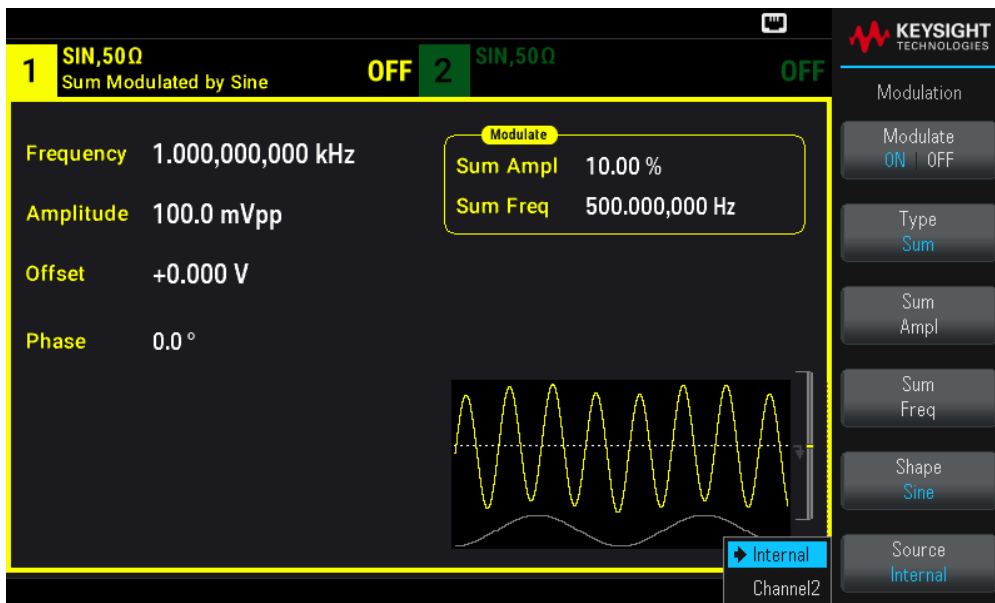 KEYSIGHT
TECHNOLOGIES
1 SIN,50Ω OFF
Sum Modulated by Sine
2 SIN,50Ω OFF
Frequency 1.000,000,000 kHz
Amplitude 100.0 mVpp
Offset +0.000 V
Phase 0.0 °
Modulate
Sum Ampl 10.00 %
Sum Freq 500.000,000 Hz
Internal
Channel2
Modulation
Modulate
ON | OFF
Type
Sum
Sum
Ampl
Sum
Freq
Shape
Sine
Source
Internal